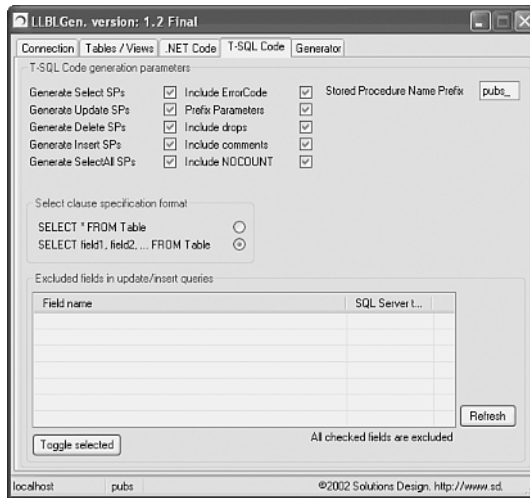 LLBLGen. version: 1.2 Final
Connection Tables / Views .NET Code T-SQL Code Generator
T-SQL Code generation parameters
Generate Select SPs Include ErrorCode Stored Procedure Name Prefix pubs_
Generate Update SPs Prefix Parameters
Generate Delete SPs Include drops
Generate Insert SPs Include comments
Generate SelectAll SPs Include NOCOUNT
Select clause specification format
SELECT * FROM Table
SELECT field1, field2, ... FROM Table
Excluded fields in update/insert queries
Field name SQL Server t...
Refresh
All checked fields are excluded
Toggle selected
localhost pubs ©2002 Solutions Design. http://www.sd.